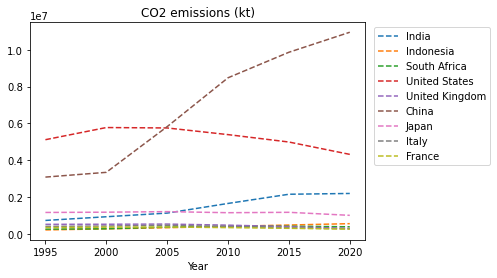 CO2 emissions (kt)
1e7
1.0
0.8
0.6
0.4
0.2
0.0
1995 2000 2005 2010 2015 2020
Year
India
Indonesia
South Africa
United States
United Kingdom
China
Japan
Italy
France